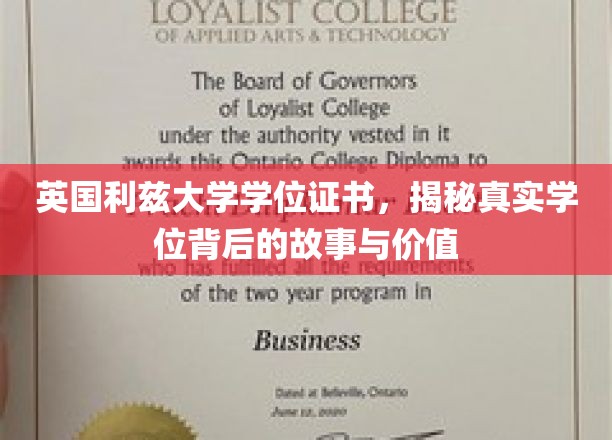 LOYALIST COLLEGE
OF APPLIED ARTS & TECHNOLOGY
The Board of Governors
of Loyalist College
under the authority vested in it
awards this Ontario College Diploma to
英国利兹大学学位证书，揭秘真实学
位背后的故事与价值
who has fulfilled all the requirements
of the two year program in
Business
Dated at Belleville, Ontario
June 12, 2020